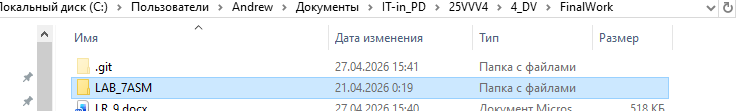 Локальный диск (C:) > Пользователи > Andrew > Документы > IT-in_PD > 25VVV4 > 4_DV > FinalWork
Имя Дата изменения Тип Размер
.git 27.04.2026 15:41 Папка с файлами
LAB_7ASM 21.04.2026 0:19 Папка с файлами
LR_9.docx 27.04.2026 15:40 Документ Micros... 518 КБ